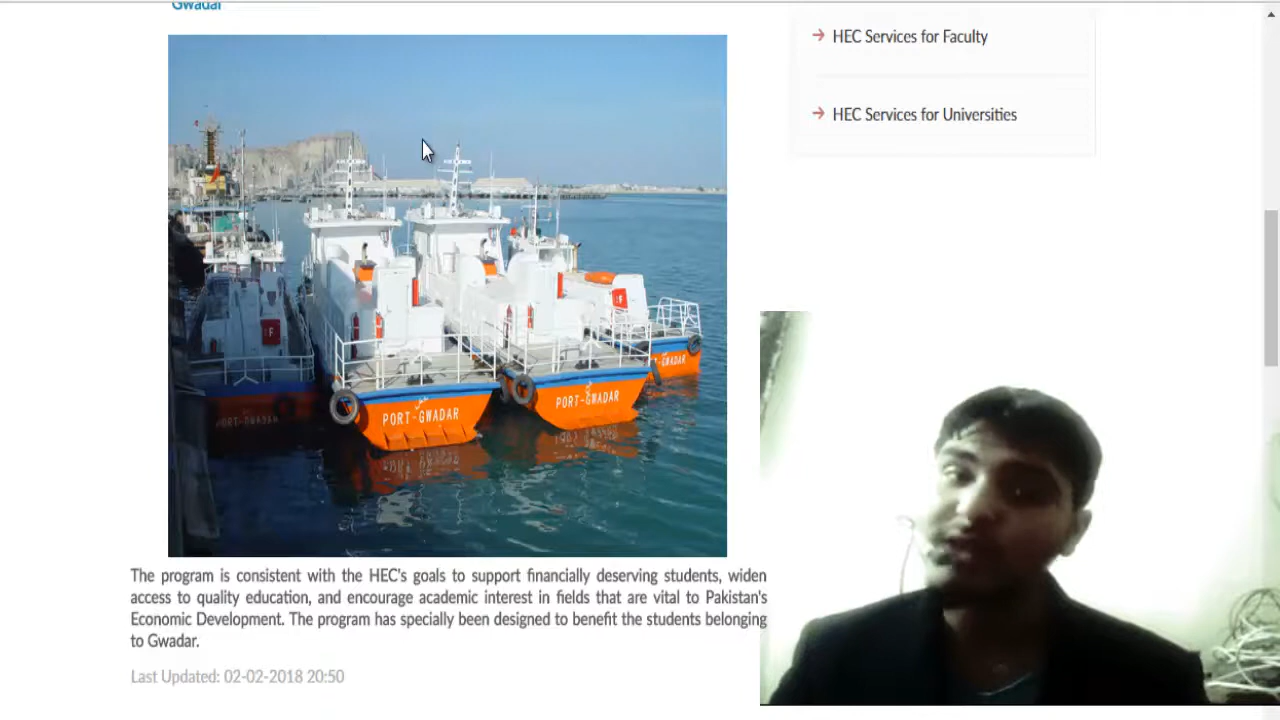 Gwadar
HEC Services for Faculty
HEC Services for Universities
F
F
PORT-GWADAR
PORT-GWADAR
T-GWADAR
PORT-GWADAR
The program is consistent with the HEC's goals to support financially deserving students, widen
access to quality education, and encourage academic interest in fields that are vital to Pakistan's
Economic Development. The program has specially been designed to benefit the students belonging
to Gwadar.
Last Updated: 02-02-2018 20:50